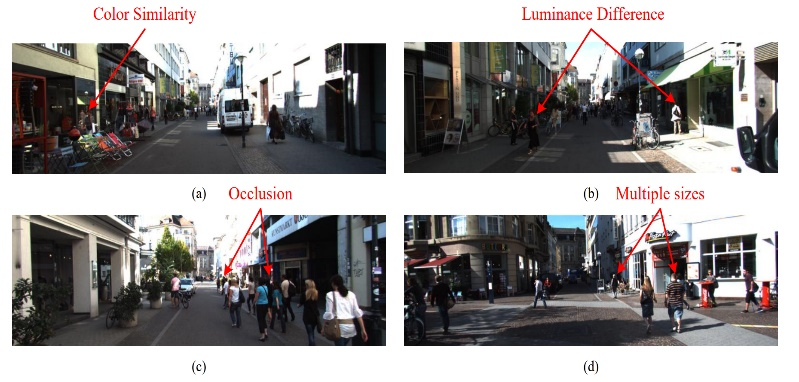 Color Similarity
Luminance Difference
(a)
Occlusion
(b)
Multiple sizes
(c)
(d)